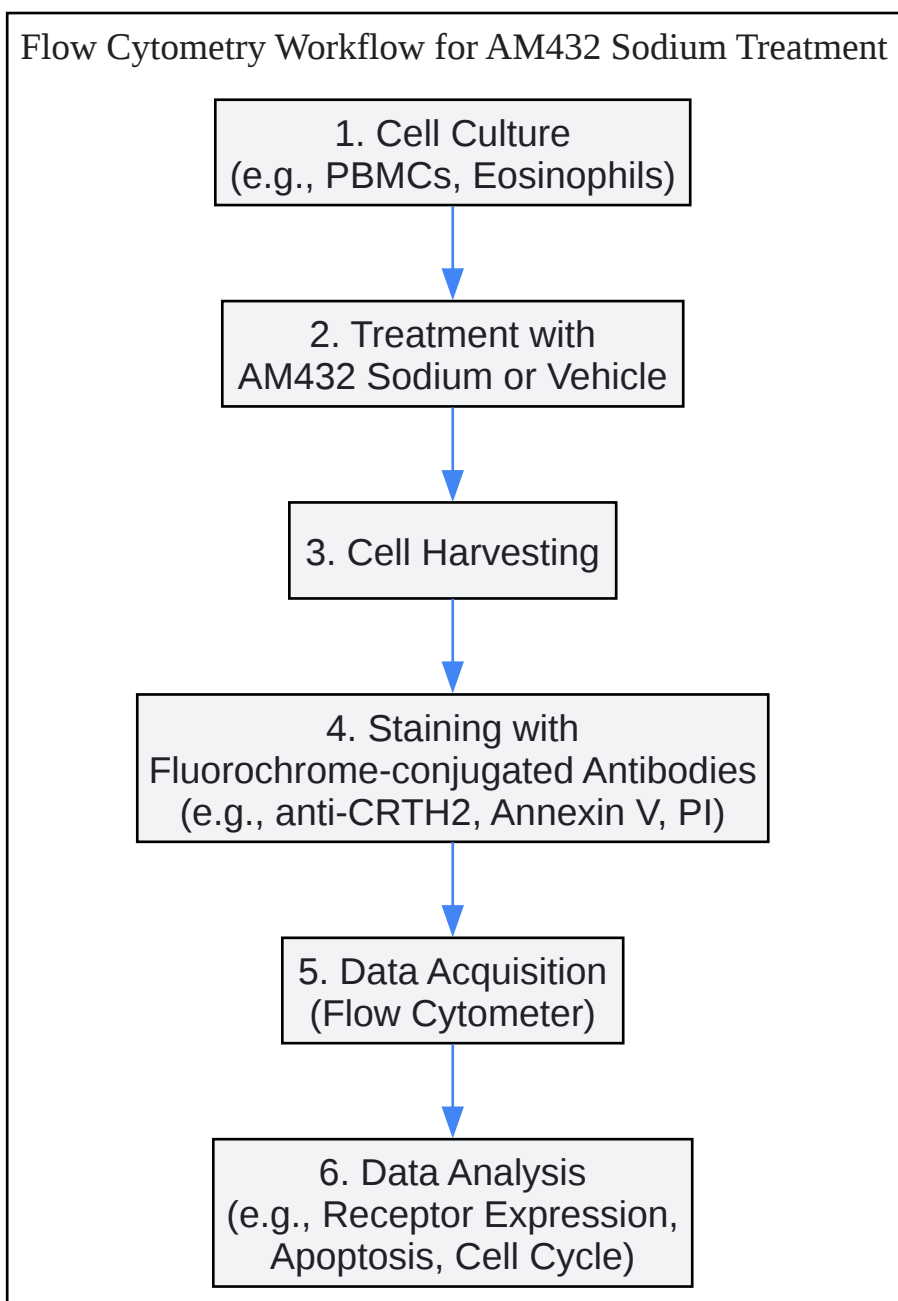 Flow Cytometry Workflow for AM432 Sodium Treatment
1. Cell Culture
(e.g., PBMCs, Eosinophils)
2. Treatment with
AM432 Sodium or Vehicle
3. Cell Harvesting
4. Staining with
Fluorochrome-conjugated Antibodies
(e.g., anti-CRTH2, Annexin V, PI)
5. Data Acquisition
(Flow Cytometer)
6. Data Analysis
(e.g., Receptor Expression,
Apoptosis, Cell Cycle)